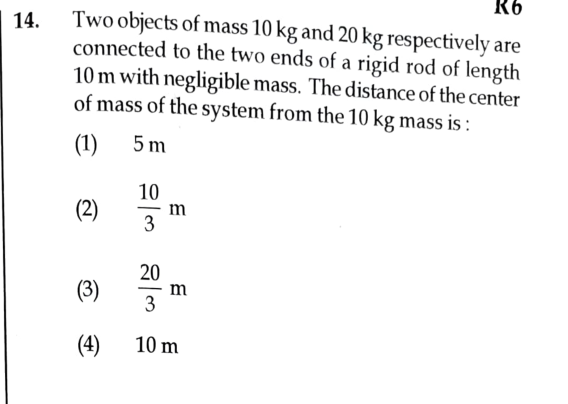 R6
14. Two objects of mass 10 kg and 20 kg respectively are
connected to the two ends of a rigid rod of length
10 m with negligible mass. The distance of the center
of mass of the system from the 10 kg mass is :
(1) 5 m
(2) 10/3 m
(3) 20/3 m
(4) 10 m